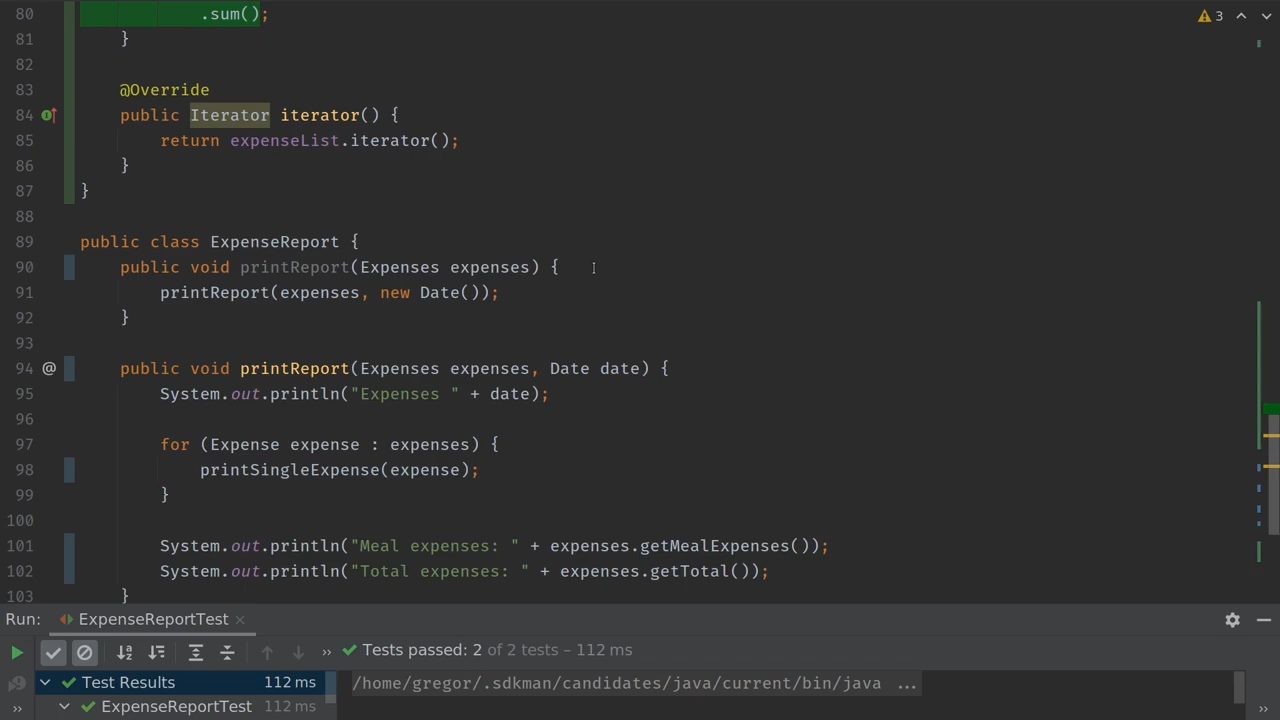 80 .sum();
3
81 }
82
83 @Override
84 public Iterator iterator() {
85 return expenseList.iterator();
86 }
87 }
88
89 public class ExpenseReport {
90 public void printReport(Expenses expenses) {
91 printReport(expenses, new Date());
92 }
93
94 @ public void printReport(Expenses expenses, Date date) {
95 System.out.println("Expenses " + date);
96
97 for (Expense expense : expenses) {
98 printSingleExpense(expense);
99 }
100
101 System.out.println("Meal expenses: " + expenses.getMealExpenses());
102 System.out.println("Total expenses: " + expenses.getTotal());
103 }
Run: ExpenseReportTest ×
» Tests passed: 2 of 2 tests – 112 ms
Test Results 112 ms /home/gregor/.sdkman/candidates/java/current/bin/java ...
» ExpenseReportTest 112 ms »